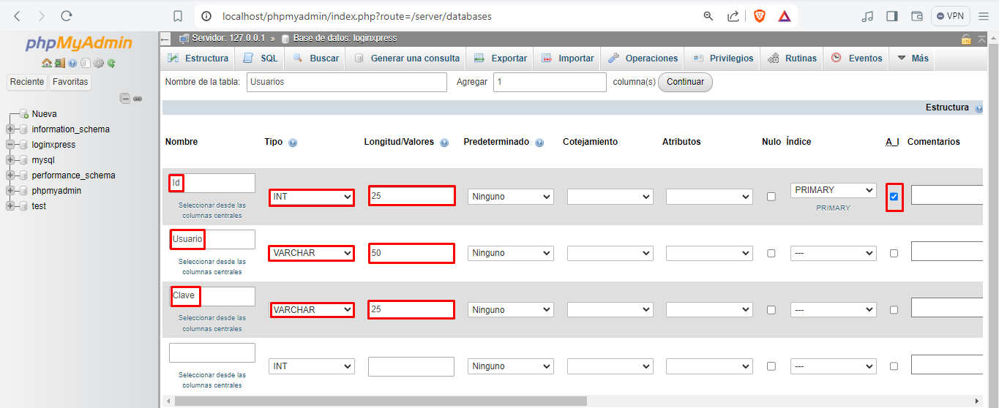 localhost/phpmyadmin/index.php?route=/server/databases
VPN
phpMyAdmin
Servidor: 127.0.0.1 » Base de datos: loginxpress
Estructura SQL Buscar Generar una consulta Exportar Importar Operaciones Privilegios Rutinas Eventos Más
Reciente Favoritas
Nueva
information_schema
loginxpress
mysql
performance_schema
phpmyadmin
test
Nombre de la tabla: Usuarios Agregar 1 columna(s) Continuar
Estructura
Nombre Tipo Longitud/Valores Predeterminado Cotejamiento Atributos Nulo Índice A_I Comentarios
Id INT 25 Ninguno PRIMARY
Seleccionar desde las
columnas centrales
PRIMARY
Usuario VARCHAR 50 Ninguno ---
Seleccionar desde las
columnas centrales
Clave VARCHAR 25 Ninguno ---
Seleccionar desde las
columnas centrales
INT Ninguno ---
Seleccionar desde las
columnas centrales